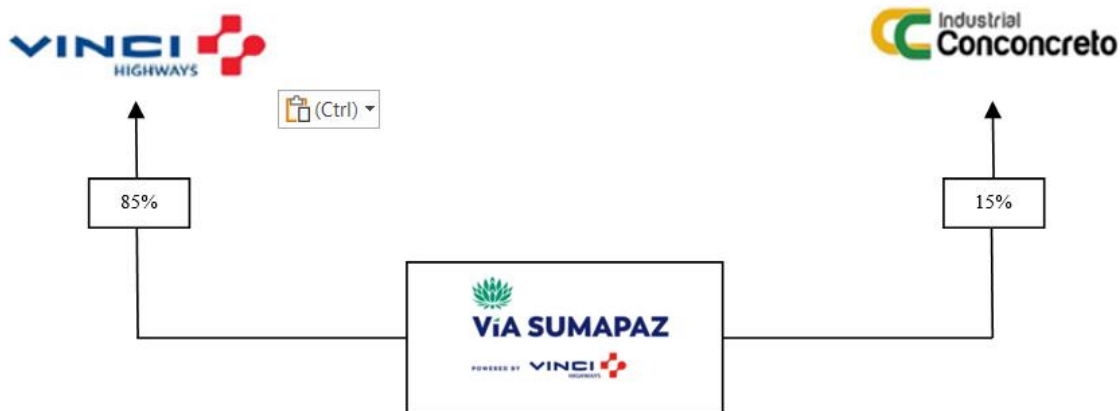 VINCI
HIGHWAYS
Industrial
Conconcreto
(Ctrl)
85%
15%
VíA SUMAPAZ
POWERED BY VINCI
HIGHWAYS